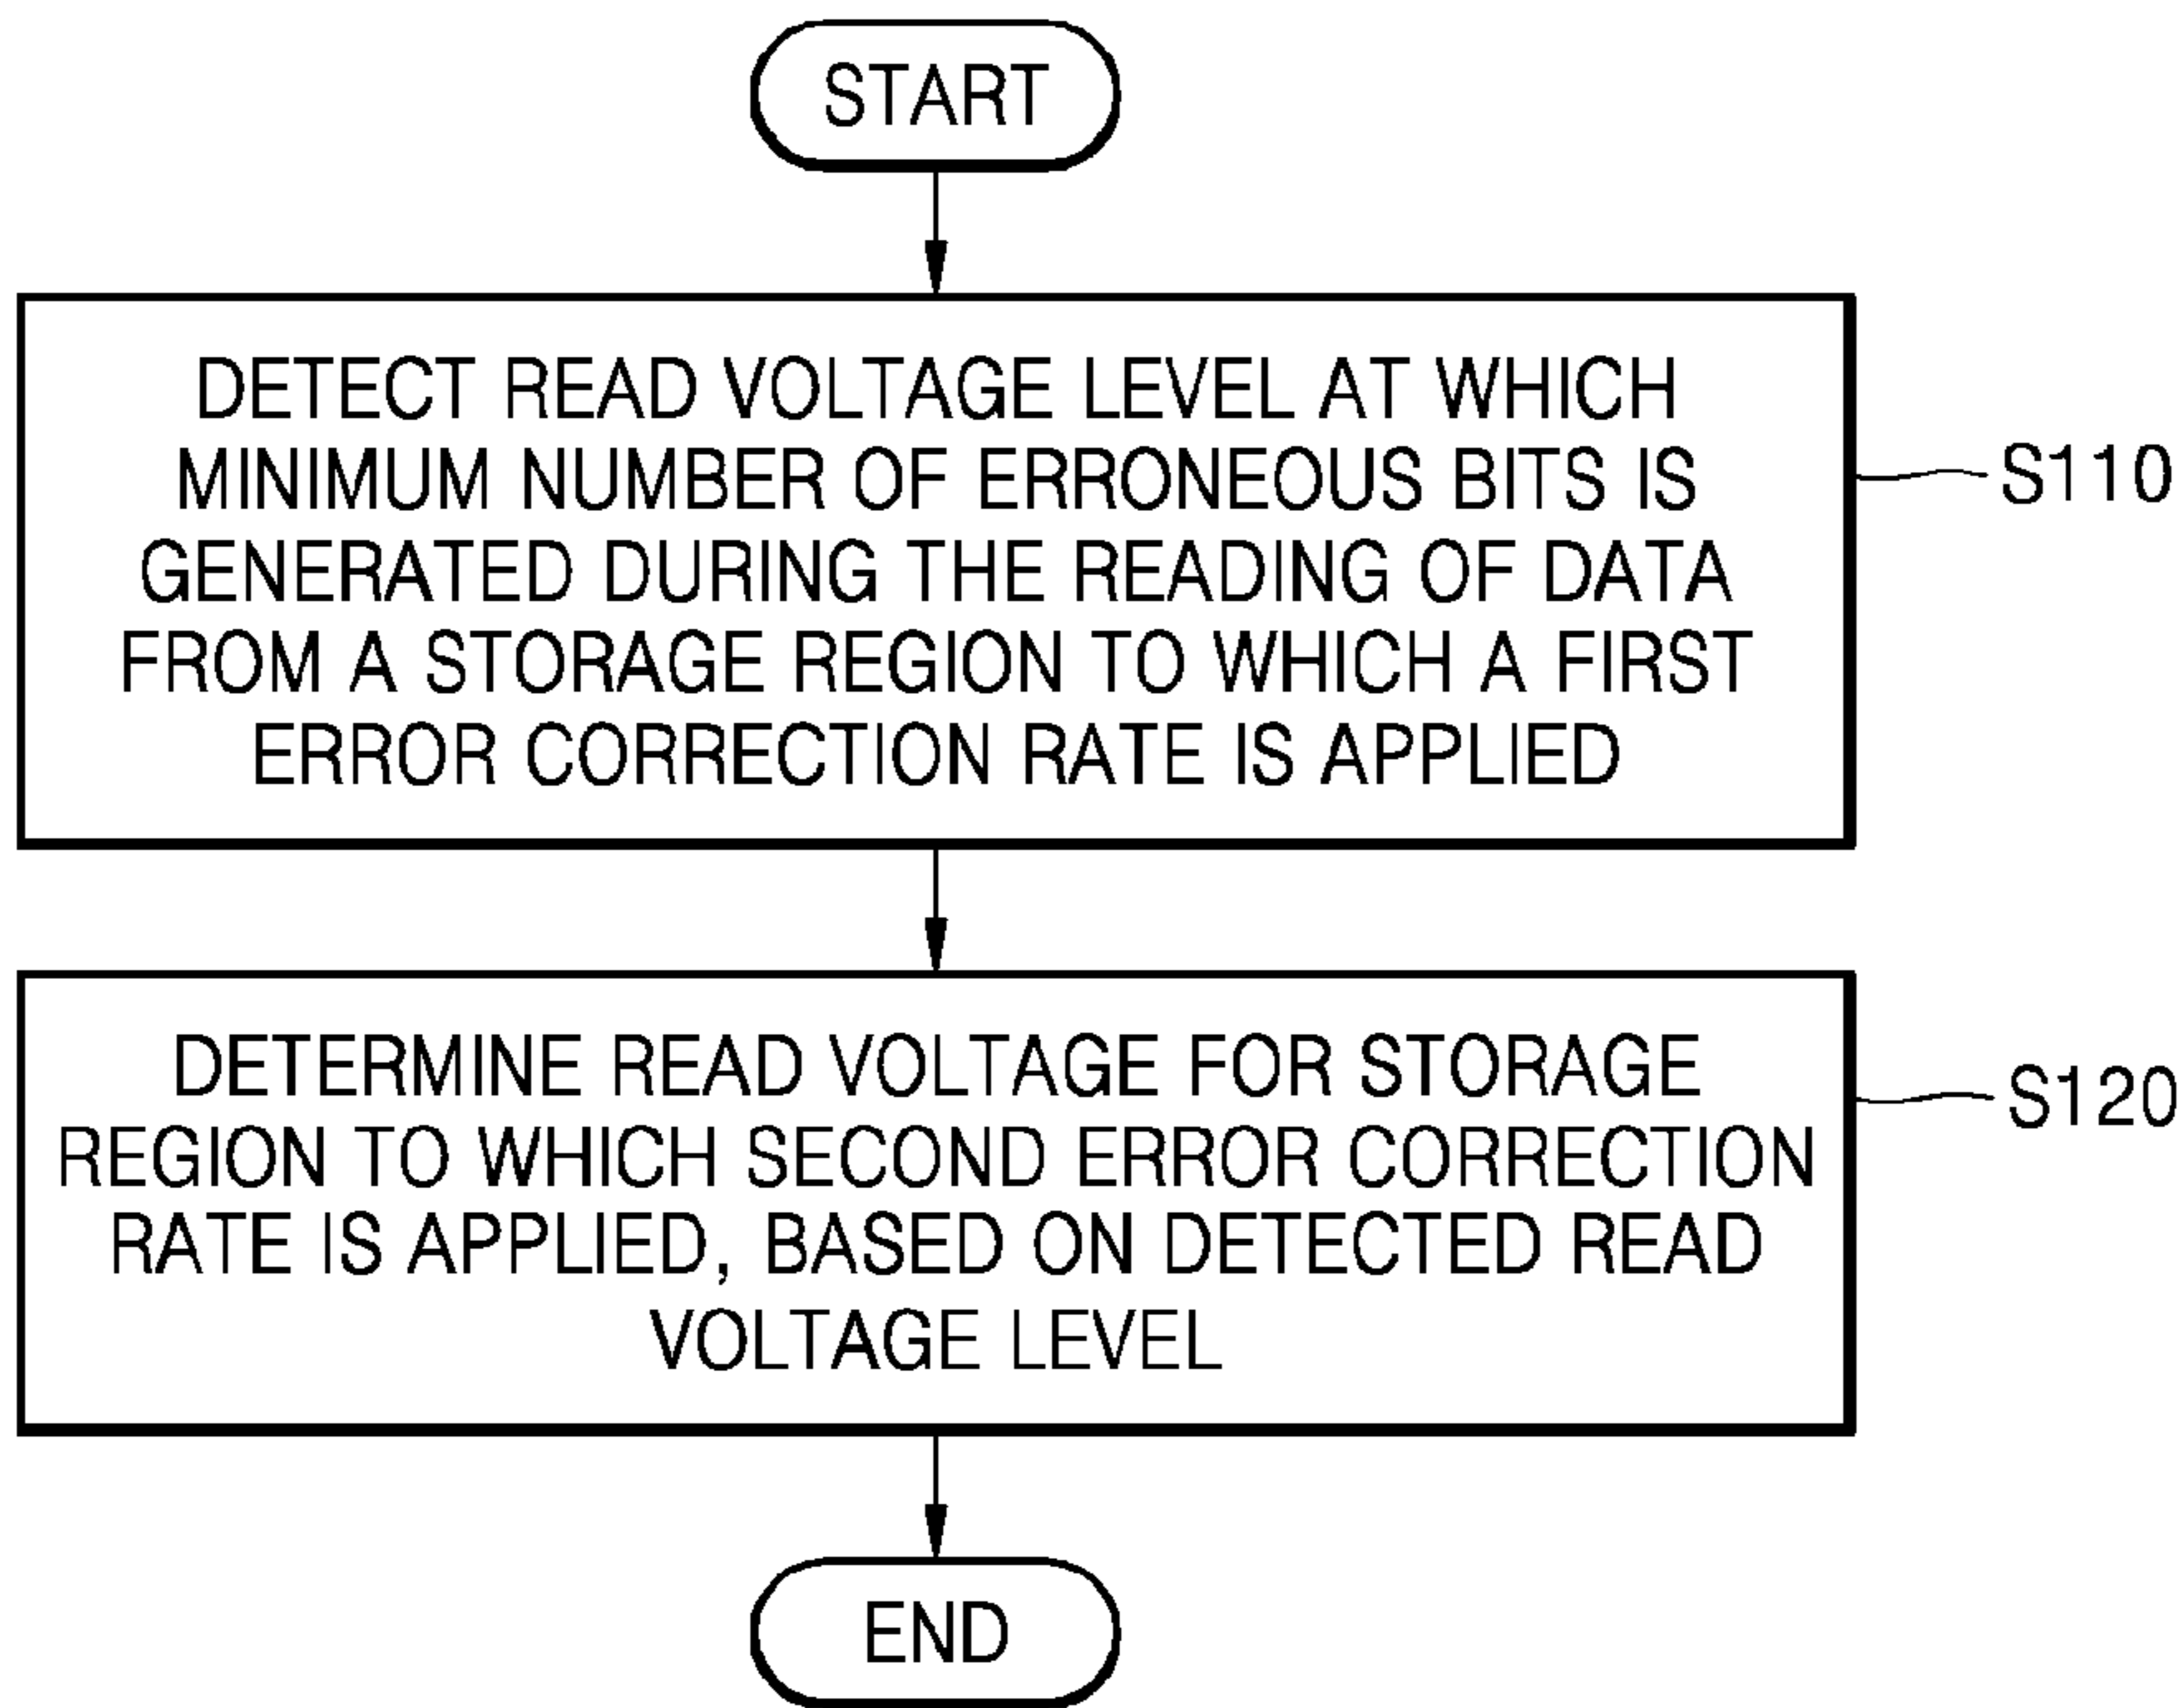 START
DETECT READ VOLTAGE LEVEL AT WHICH
MINIMUM NUMBER OF ERRONEOUS BITS IS
GENERATED DURING THE READING OF DATA
FROM A STORAGE REGION TO WHICH A FIRST
ERROR CORRECTION RATE IS APPLIED
S110
DETERMINE READ VOLTAGE FOR STORAGE
REGION TO WHICH SECOND ERROR CORRECTION
RATE IS APPLIED, BASED ON DETECTED READ
VOLTAGE LEVEL
S120
END